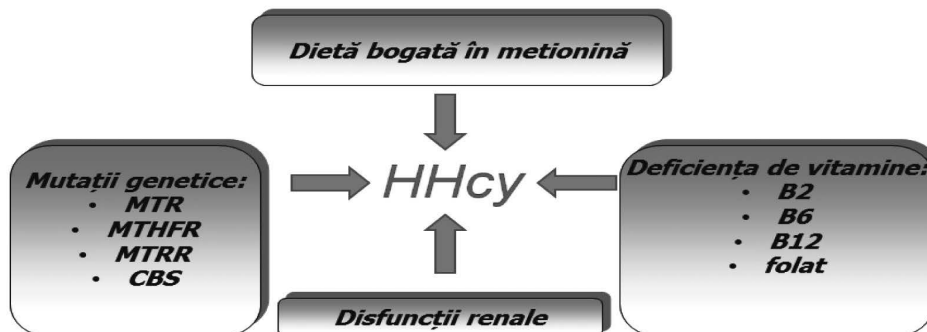 Dietă bogată în metionină
Mutații genetice:
• MTR
• MTHFR
• MTRR
• CBS
HHcy
Deficiența de vitamine:
• B2
• B6
• B12
• folat
Disfuncții renale